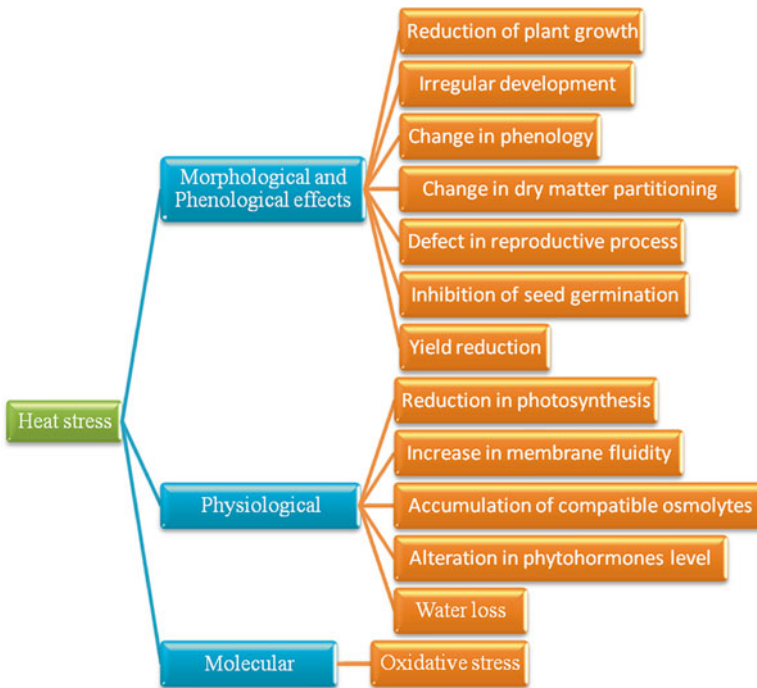 Heat stress
Morphological and
Phenological effects
Reduction of plant growth
Irregular development
Change in phenology
Change in dry matter partitioning
Defect in reproductive process
Inhibition of seed germination
Yield reduction
Physiological
Reduction in photosynthesis
Increase in membrane fluidity
Accumulation of compatible osmolytes
Alteration in phytohormones level
Water loss
Molecular
Oxidative stress